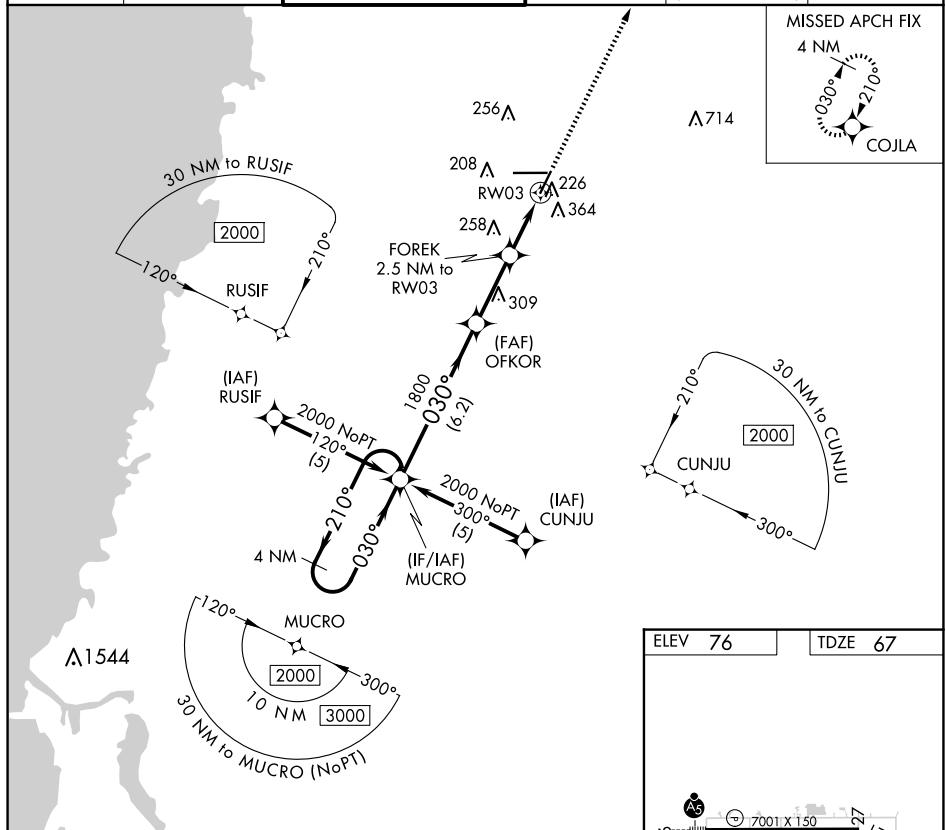 MISSED APCH FIX
4 NM
030°
210°
COJLA
256
714
208
RW03
226
364
258
FOREK
2.5 NM to
RW03
309
(FAF)
OFKOR
30 NM to RUSIF
2000
120°
210°
RUSIF
(IAF)
RUSIF
2000 NoPT
120°
(5)
1800
030°
(6.2)
30 NM to CUNJU
210°
2000
CUNJU
300°
2000 NoPT
300°
(5)
(IAF)
CUNJU
210°
030°
4 NM
(IF/IAF)
MUCRO
120°
MUCRO
300°
2000
10 NM
3000
30 NM to MUCRO (NoPT)
1544
ELEV 76
TDZE 67
A5
P
7001 X 150
27